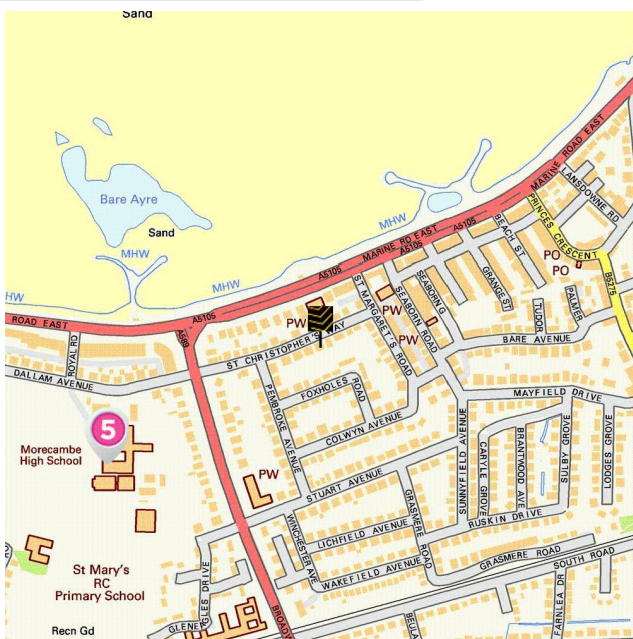 Sand
Bare Ayre
Sand
MHW
MHW
MHW
HW
MARINE ROAD EAST
LANSDOWNE RD
PRINCES CRESCENT
PO
PO
B5275
A5105
MARINE RD EAST
A5105
A5105
BEACH ST
GRANGE ST
TUDOR
PALMER
A5105
ROAD EAST
A589
ROYAL RD
PW
ST CHRISTOPHER'S WAY
ST MARGARET'S ROAD
SEABORN ROAD
SEABORN G
PW
PW
BARE AVENUE
DALLAM AVENUE
PEMBROKE AVENUE
FOXHOLES ROAD
COLWYN AVENUE
MAYFIELD DRIVE
5
Morecambe
High School
SUNNYFIELD AVENUE
CARYLE GROVE
BRANTWOOD AVE
SULBY GROVE
LODGES GROVE
PW
STUART AVENUE
GRASMERE ROAD
RUSKIN DRIVE
WINCHESTER AVE
LICHFIELD AVENUE
WAKEFIELD AVENUE
GRASMERE ROAD
SOUTH ROAD
St Mary's
RC
Primary School
GLENEAGLES DRIVE
BROADW
BEULA
FARNLEA DR
Recn Gd